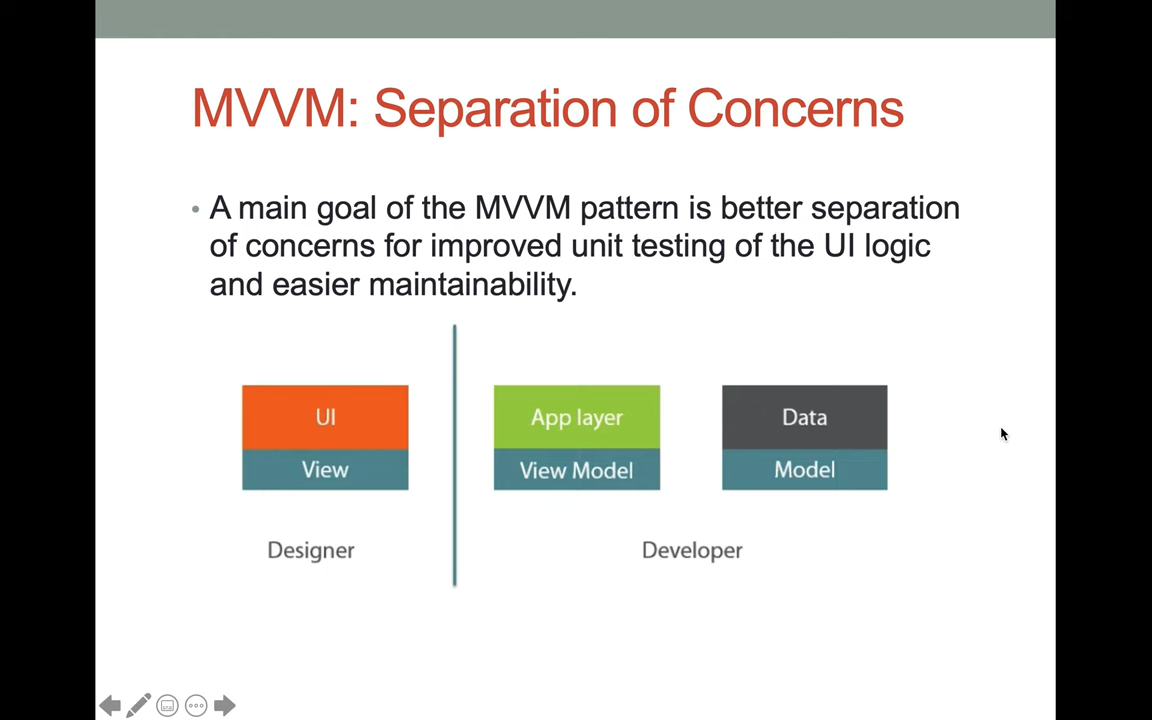 MVVM: Separation of Concerns
• A main goal of the MVVM pattern is better separation
of concerns for improved unit testing of the UI logic
and easier maintainability.
UI
View
App layer
View Model
Data
Model
Designer
Developer